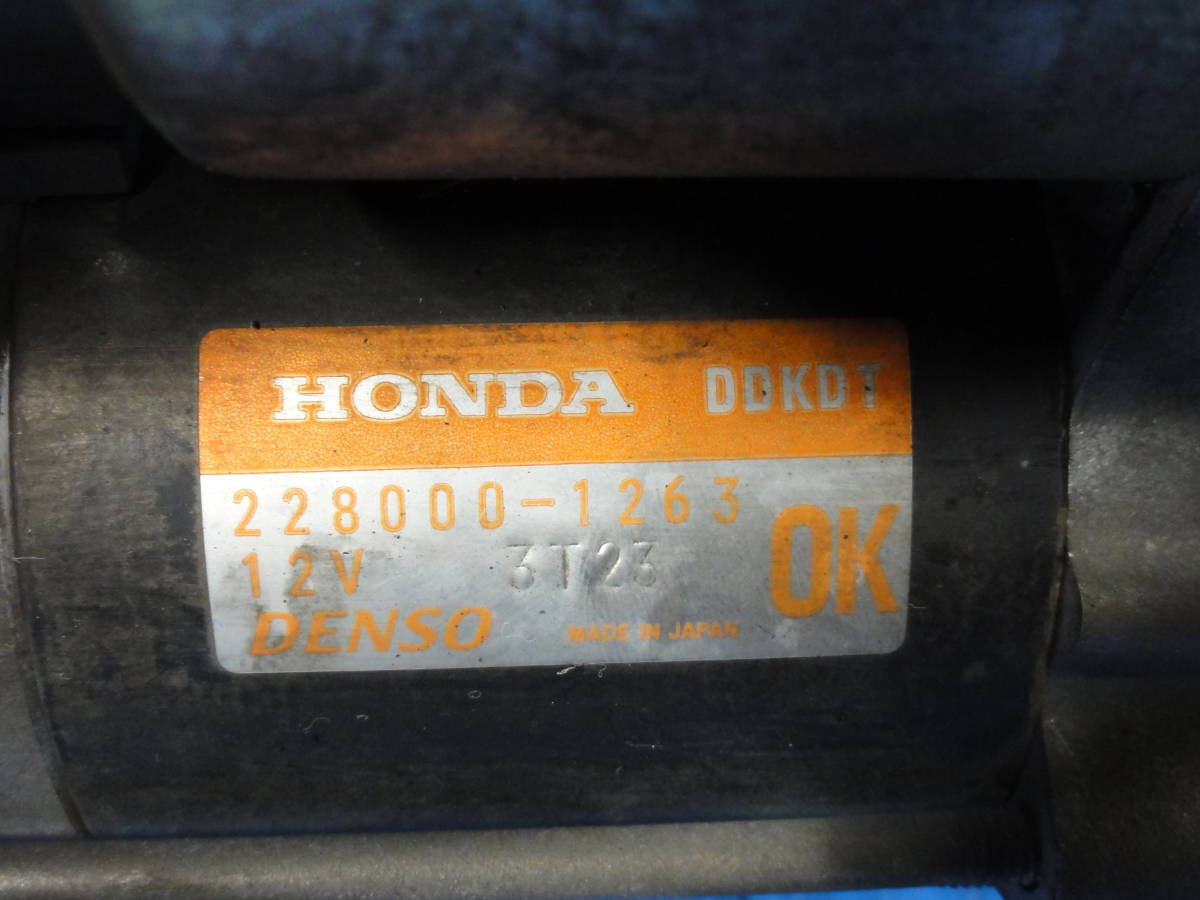 HONDA DDKDT
228000-1263
12V 3T23 OK
DENSO MADE IN JAPAN